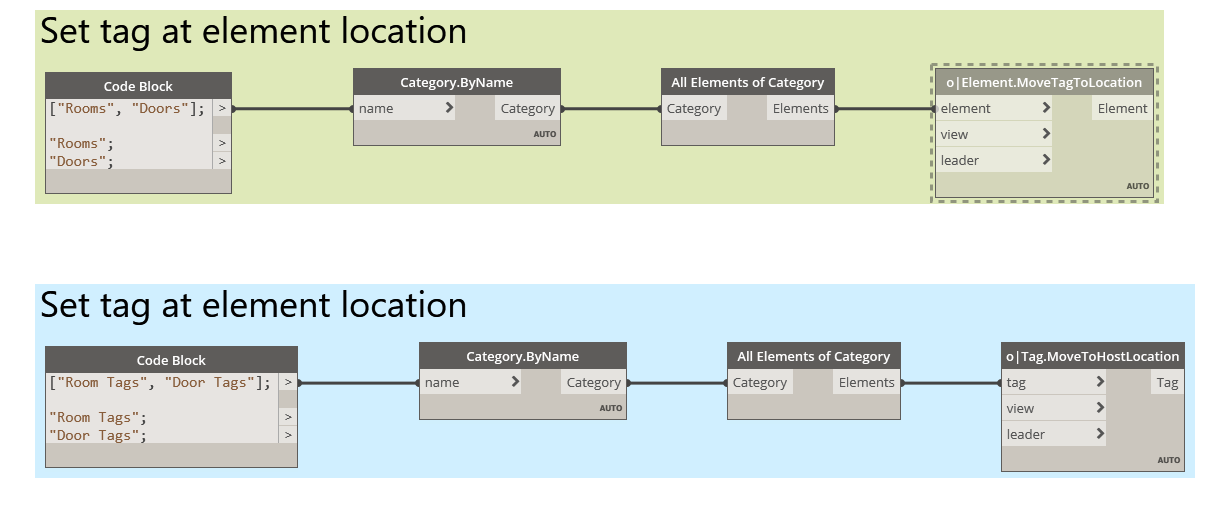 Set tag at element location
Code Block
["Rooms", "Doors"]; >
"Rooms"; >
"Doors"; >
Category.ByName
name > Category
AUTO
All Elements of Category
Category Elements
o|Element.MoveTagToLocation
element > Element
view >
leader >
AUTO
Set tag at element location
Code Block
["Room Tags", "Door Tags"]; >
"Room Tags"; >
"Door Tags"; >
Category.ByName
name > Category
AUTO
All Elements of Category
Category Elements
o|Tag.MoveToHostLocation
tag > Tag
view >
leader >
AUTO